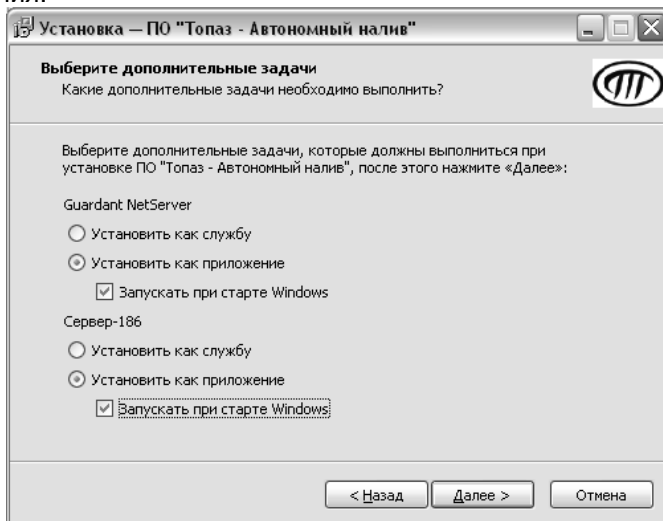 Установка — ПО "Топаз - Автономный налив"
Выберите дополнительные задачи
Какие дополнительные задачи необходимо выполнить?
Выберите дополнительные задачи, которые должны выполниться при
установке ПО "Топаз - Автономный налив", после этого нажмите «Далее»:
Guardant NetServer
Установить как службу
Установить как приложение
Запускать при старте Windows
Сервер-186
Установить как службу
Установить как приложение
Запускать при старте Windows
< Назад Далее > Отмена